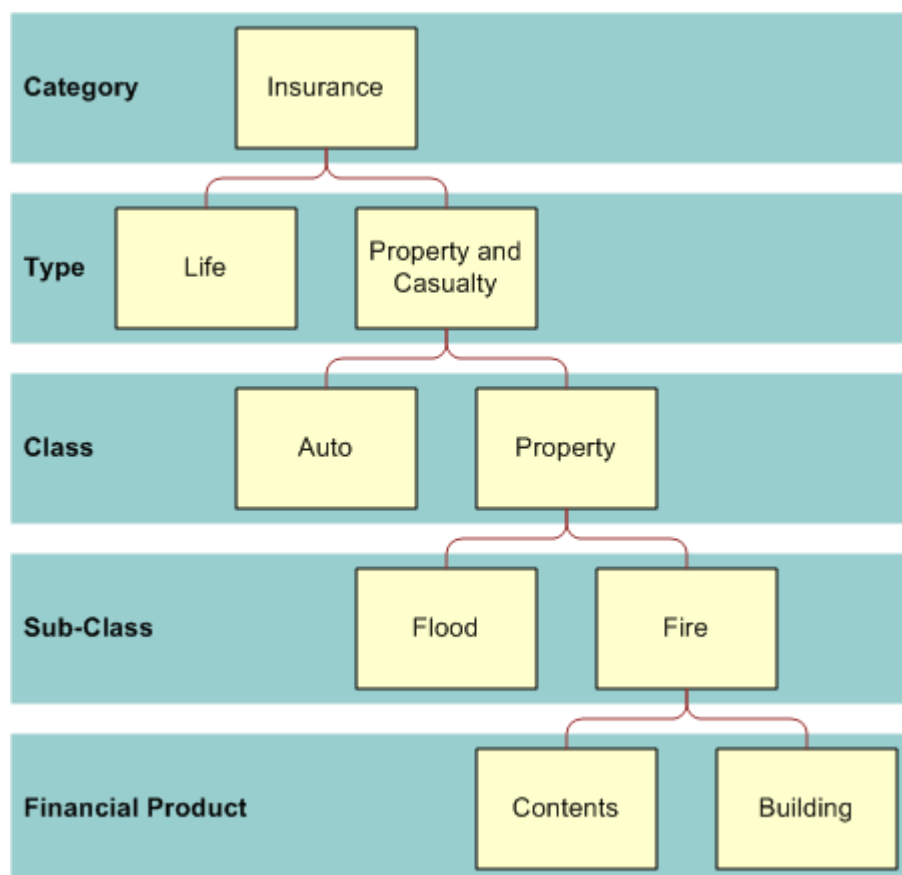 Category
Insurance
Type
Life
Property and
Casualty
Class
Auto
Property
Sub-Class
Flood
Fire
Financial Product
Contents
Building